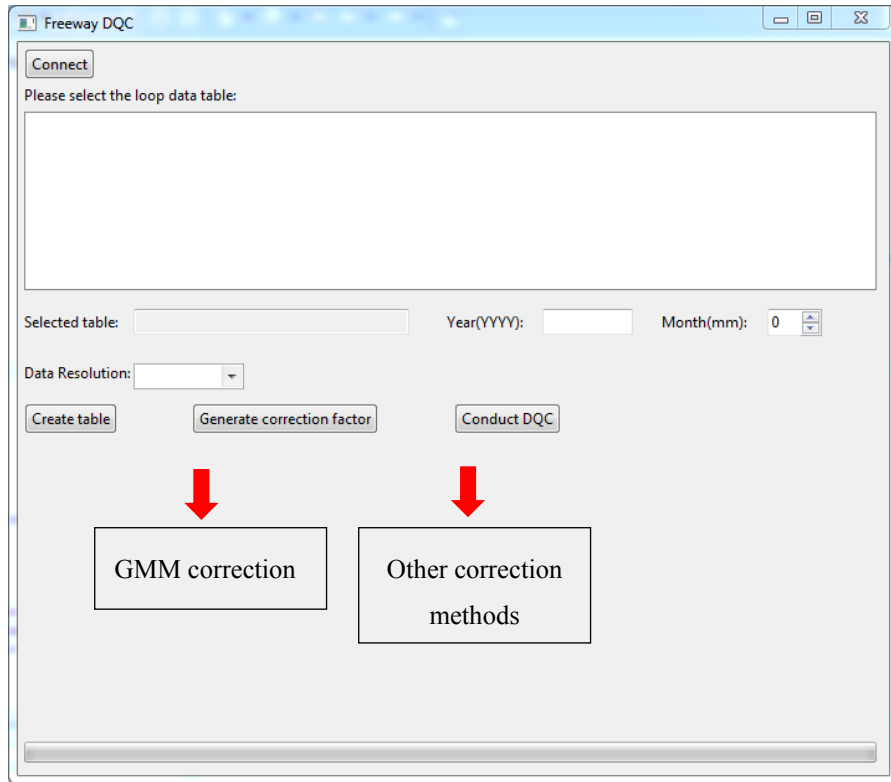 Freeway DQC
Connect
Please select the loop data table:
Selected table: Year(YYYY): Month(mm): 0
Data Resolution:
Create table Generate correction factor Conduct DQC
GMM correction Other correction
methods